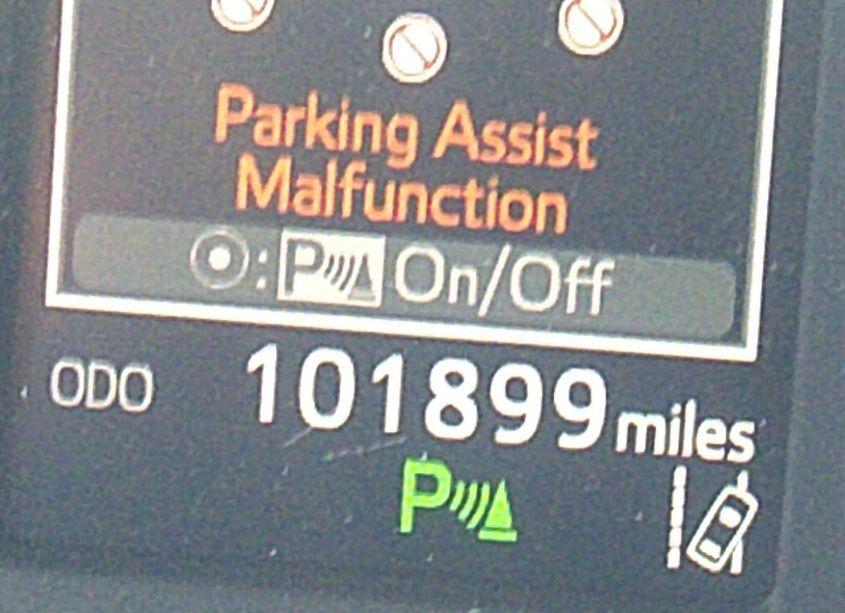 Parking Assist
Malfunction
: P On/Off
ODO 101899 miles
P